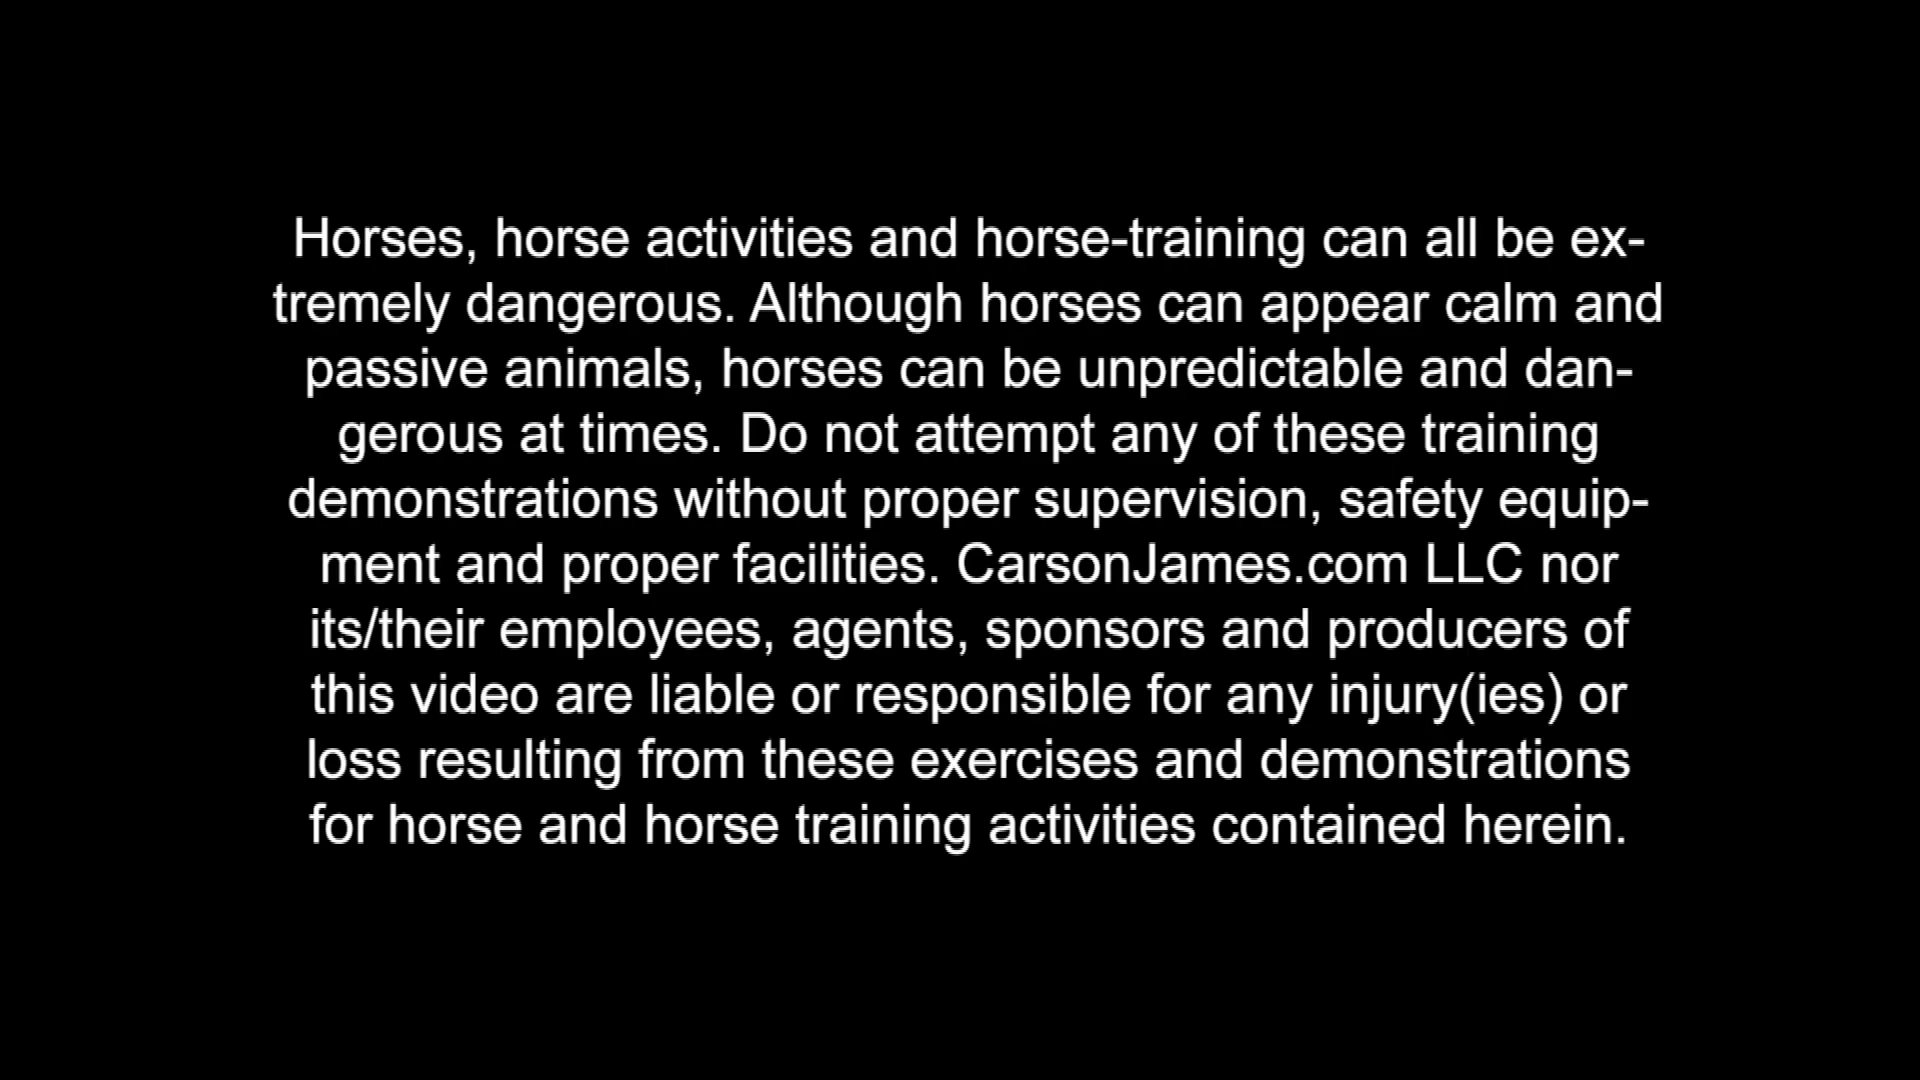 Horses, horse activities and horse-training can all be ex-
tremely dangerous. Although horses can appear calm and
passive animals, horses can be unpredictable and dan-
gerous at times. Do not attempt any of these training
demonstrations without proper supervision, safety equip-
ment and proper facilities. CarsonJames.com LLC nor
its/their employees, agents, sponsors and producers of
this video are liable or responsible for any injury(ies) or
loss resulting from these exercises and demonstrations
for horse and horse training activities contained herein.